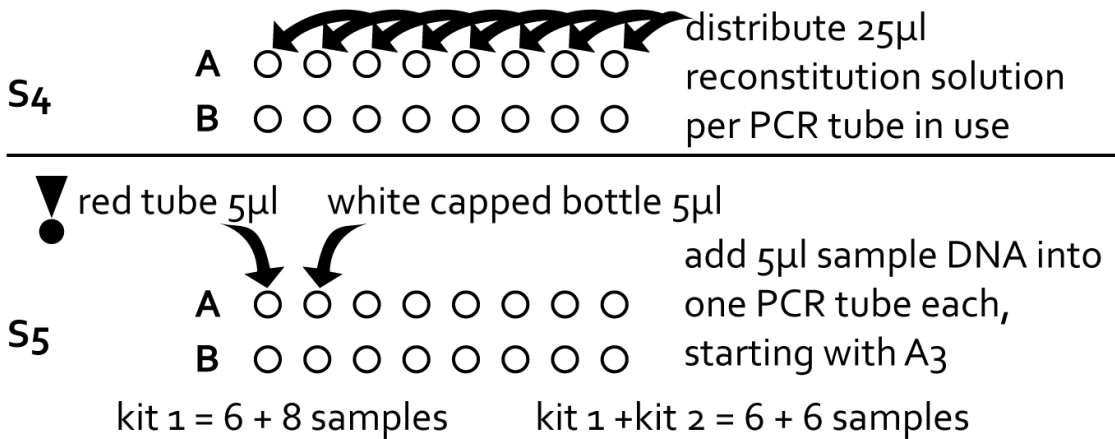 distribute 25µl
A
reconstitution solution
S4
B
per PCR tube in use
red tube 5µl
white capped bottle 5µl
add 5µl sample DNA into
A
one PCR tube each,
S5
B
starting with A3
kit 1 = 6 + 8 samples
kit 1 +kit 2 = 6 + 6 samples